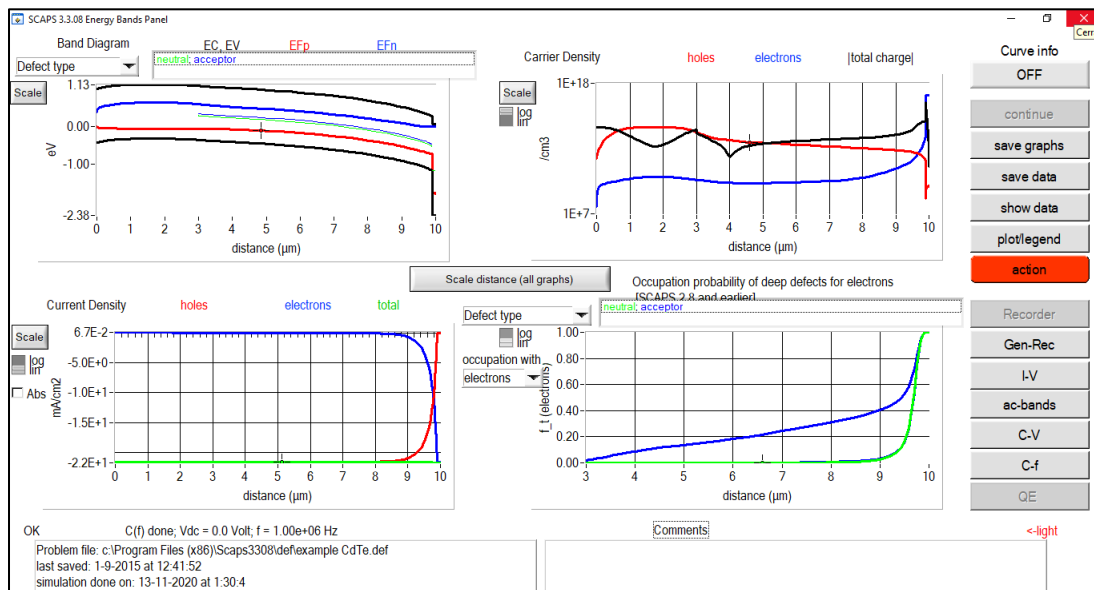 SCAPS 3.3.08 Energy Bands Panel
Cerr
Band Diagram EC, EV EFp EFn
Defect type
neutral; acceptor
Scale
1.13
0.00
-1.00
-2.38
eV
0 1 2 3 4 5 6 7 8 9 10
distance (µm)
Carrier Density holes electrons |total charge|
Scale
log
lin
1E+18
/cm3
1E+7
0 1 2 3 4 5 6 7 8 9 10
distance (µm)
Curve info
OFF
continue
save graphs
save data
show data
plot/legend
action
Recorder
Gen-Rec
I-V
ac-bands
C-V
C-f
QE
Scale distance (all graphs)
Current Density holes electrons total
Scale
log
lin
Abs
6.7E-2
-5.0E+0
-1.0E+1
-1.5E+1
-2.2E+1
mA/cm2
0 1 2 3 4 5 6 7 8 9 10
distance (µm)
Occupation probability of deep defects for electrons
[SCAPS 2.8 and earlier]
Defect type
neutral; acceptor
log
lin
occupation with
electrons
1.00
0.80
0.60
0.40
0.20
0.00
f_t (electrons)
3 4 5 6 7 8 9 10
distance (µm)
OK C(f) done; Vdc = 0.0 Volt; f = 1.00e+06 Hz
Problem file: c:\Program Files (x86)\Scaps3308\def\example CdTe.def
last saved: 1-9-2015 at 12:41:52
simulation done on: 13-11-2020 at 1:30:4
Comments
<-light